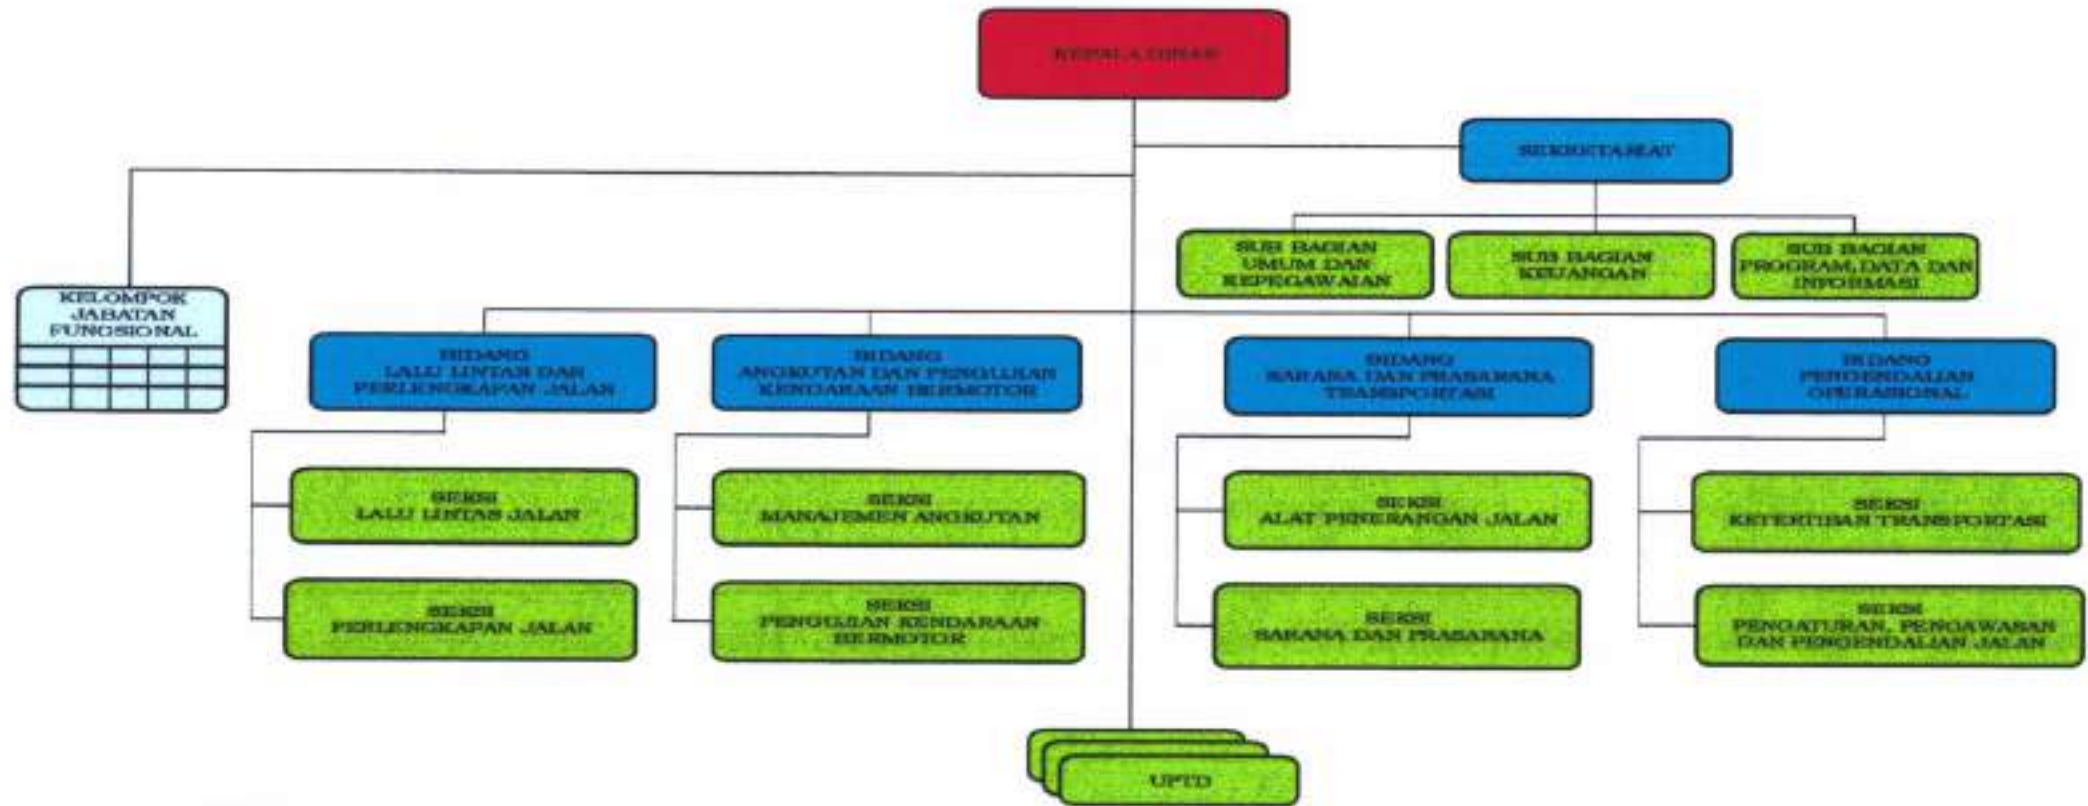 KEPALA DINAS
SEKRETARIAT
SUB BAGIAN
UMUM DAN
KEPEGAWAIAN
SUB BAGIAN
KEUANGAN
SUB BAGIAN
PROGRAM, DATA DAN
INFORMASI
KELOMPOK
JABATAN
FUNGSIONAL
BIDANG
LALU LINTAS DAN
PERLENGKAPAN JALAN
BIDANG
ANGKUTAN DAN PENGUJIAN
KENDARAAN BERMOTOR
BIDANG
SARANA DAN PRASARANA
TRANSPORTASI
BIDANG
PENGENDALIAN
OPERASIONAL
SEKSI
LALU LINTAS JALAN
SEKSI
MANAJEMEN ANGKUTAN
SEKSI
ALAT PENERANGAN JALAN
SEKSI
KETERTIBAN TRANSPORTASI
SEKSI
PERLENGKAPAN JALAN
SEKSI
PENGUJIAN KENDARAAN
BERMOTOR
SEKSI
SARANA DAN PRASARANA
SEKSI
PENGATURAN, PENGAWASAN
DAN PENGENDALIAN JALAN
UPTD